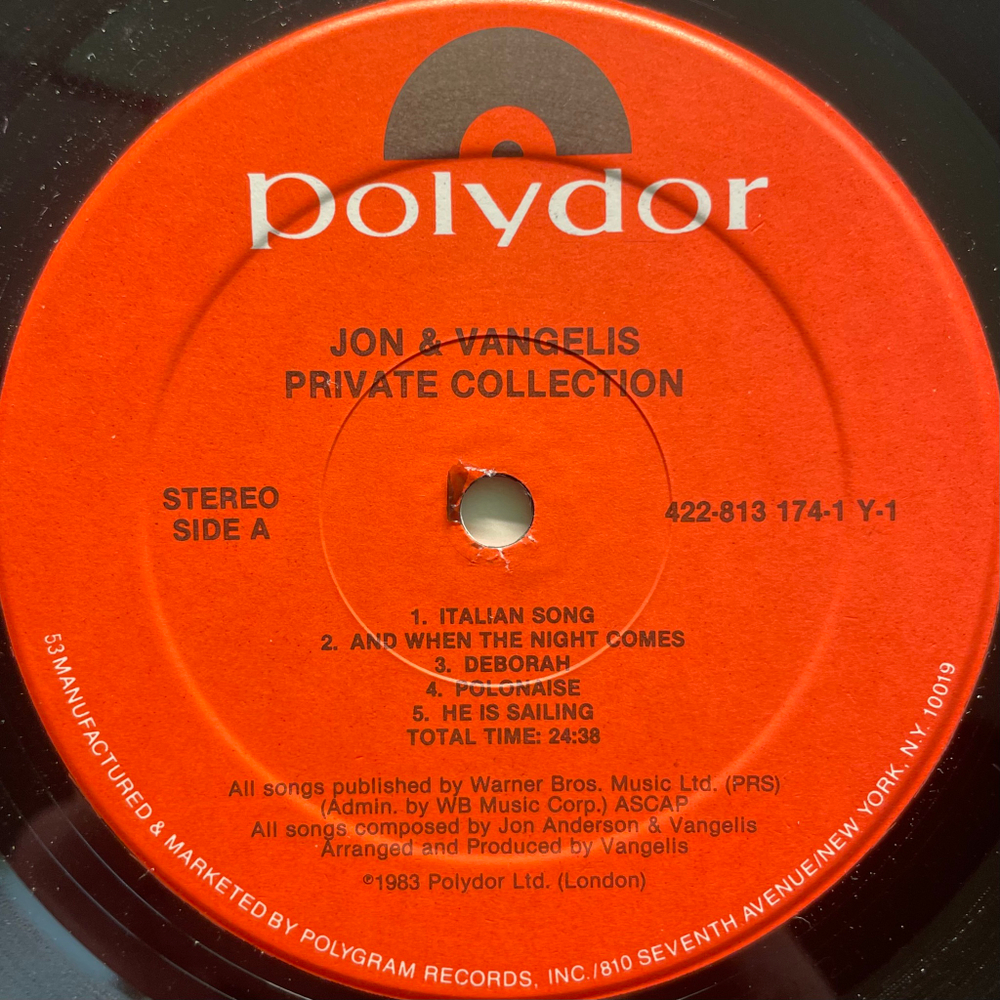 polydor
JON & VANGELIS
PRIVATE COLLECTION
STEREO
SIDE A
422-813 174-1 Y-1
1. ITALIAN SONG
2. AND WHEN THE NIGHT COMES
3. DEBORAH
4. POLONAISE
5. HE IS SAILING
TOTAL TIME: 24:38
All songs published by Warner Bros. Music Ltd. (PRS)
(Admin. by WB Music Corp.) ASCAP
All songs composed by Jon Anderson & Vangelis
Arranged and Produced by Vangelis
℗1983 Polydor Ltd. (London)
53 MANUFACTURED & MARKETED BY POLYGRAM RECORDS, INC./810 SEVENTH AVENUE/NEW YORK, N.Y. 10019